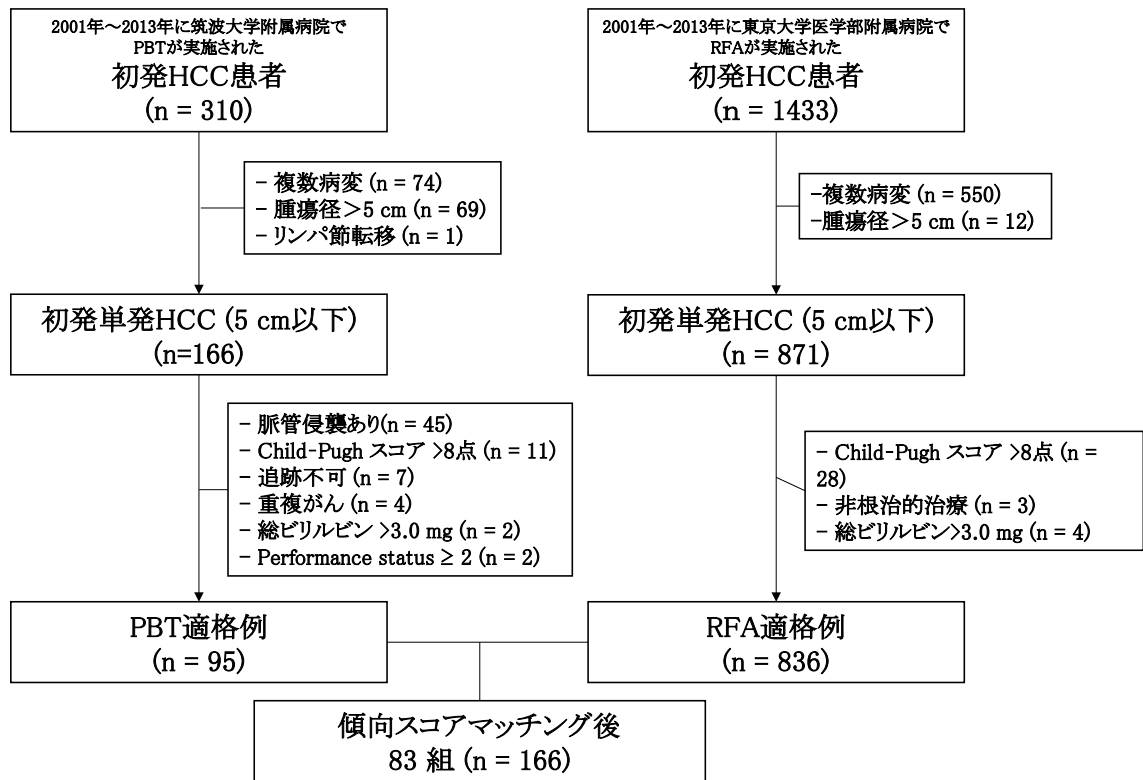 2001年～2013年に筑波大学附属病院で
PBTが実施された
初発HCC患者
(n = 310)
2001年～2013年に東京大学医学部附属病院で
RFAが実施された
初発HCC患者
(n = 1433)
- 複数病変 (n = 74)
- 腫瘍径＞5 cm (n = 69)
- リンパ節転移 (n = 1)
-複数病変 (n = 550)
-腫瘍径＞5 cm (n = 12)
初発単発HCC (5 cm以下)
(n=166)
初発単発HCC (5 cm以下)
(n = 871)
- 脈管侵襲あり(n = 45)
- Child-Pugh スコア >8点 (n = 11)
- 追跡不可 (n = 7)
- 重複がん (n = 4)
- 総ビリルビン >3.0 mg (n = 2)
- Performance status ≥ 2 (n = 2)
- Child-Pugh スコア >8点 (n =
28)
- 非根治的治療 (n = 3)
- 総ビリルビン>3.0 mg (n = 4)
PBT適格例
(n = 95)
RFA適格例
(n = 836)
傾向スコアマッチング後
83 組 (n = 166)